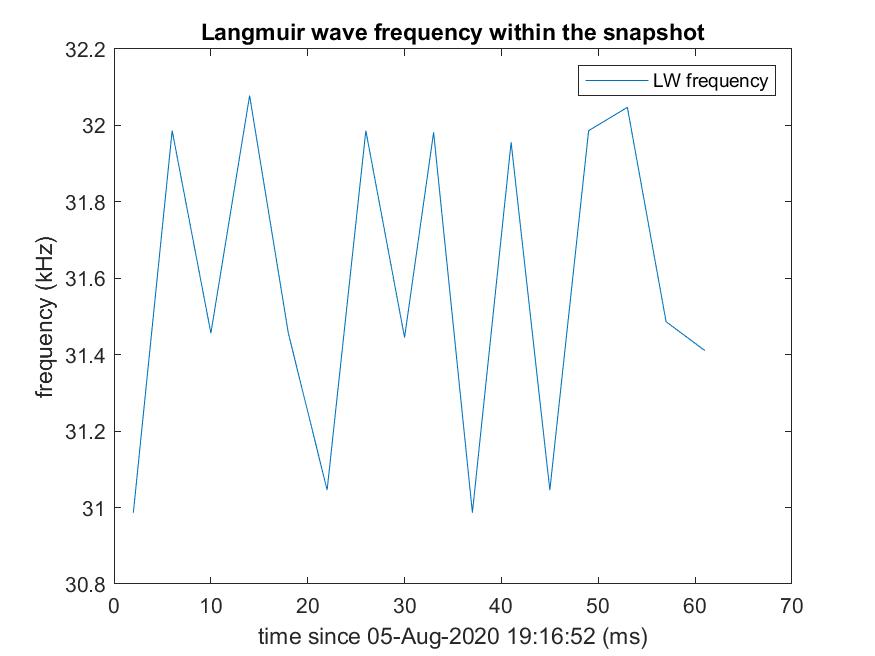 Langmuir wave frequency within the snapshot
LW frequency
32.2
32
31.8
31.6
31.4
31.2
31
30.8
frequency (kHz)
0 10 20 30 40 50 60 70
time since 05-Aug-2020 19:16:52 (ms)